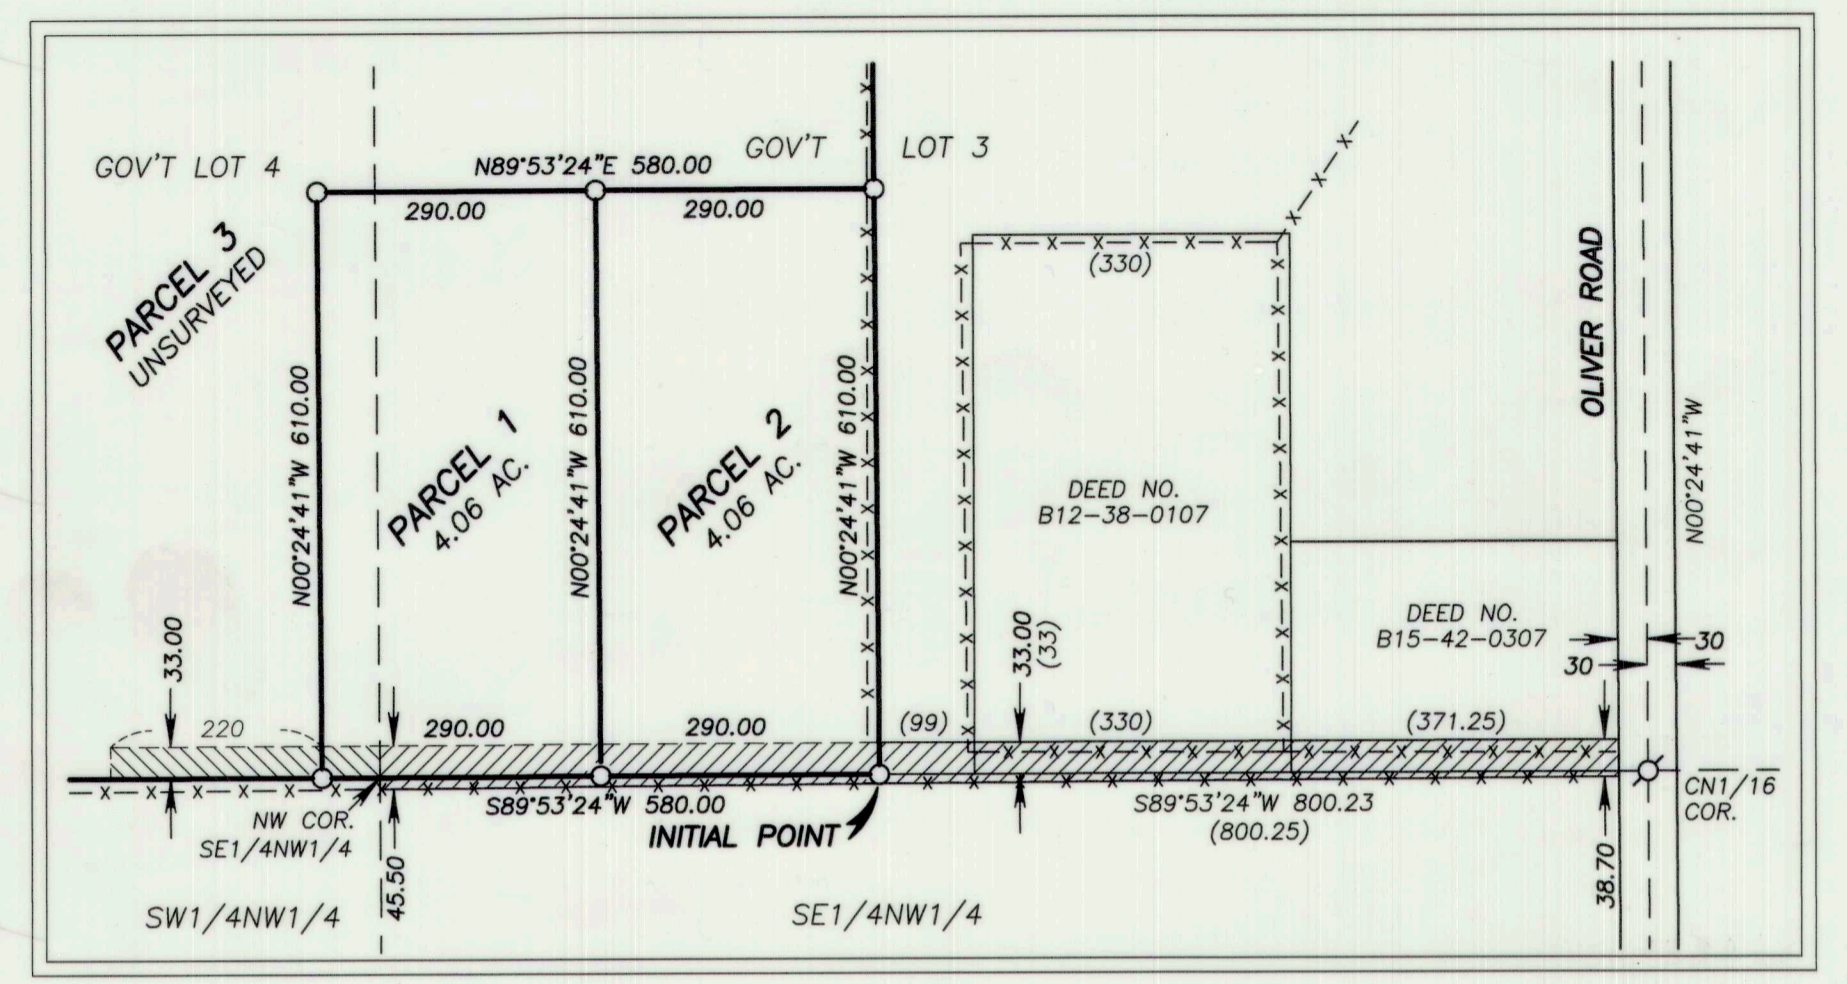 GOV'T LOT 4
N89°53'24"E 580.00
GOV'T LOT 3
290.00
290.00
PARCEL 3
UNSURVEYED
(330)
OLIVER ROAD
N00°24'41"W 610.00
N00°24'41"W 610.00
N00°24'41"W 610.00
N00°24'41"W
PARCEL 1
4.06 AC.
PARCEL 2
4.06 AC.
DEED NO.
B12-38-0107
DEED NO.
B15-42-0307
30
30
33.00
33.00
(33)
220
290.00
290.00
(99)
(330)
(371.25)
S89°53'24"W 580.00
S89°53'24"W 800.23
(800.25)
CN1/16
COR.
NW COR.
SE1/4NW1/4
INITIAL POINT
45.50
38.70
SW1/4NW1/4
SE1/4NW1/4